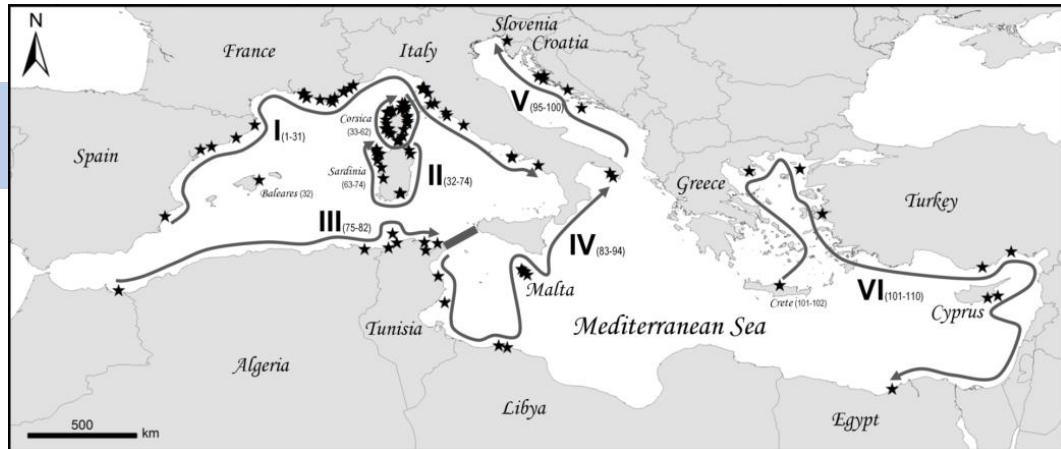 N
Slovenia
France
Italy
Croatia
V (95-100)
I (1-31)
Corsica
(33-62)
Spain
Sardinia
(63-74)
II (32-74)
Baleares (32)
Greece
Turkey
III (75-82)
IV (83-94)
Malta
Crete (101-102)
VI (101-110)
Cyprus
Tunisia
Mediterranean Sea
Algeria
Libya
Egypt
500
km